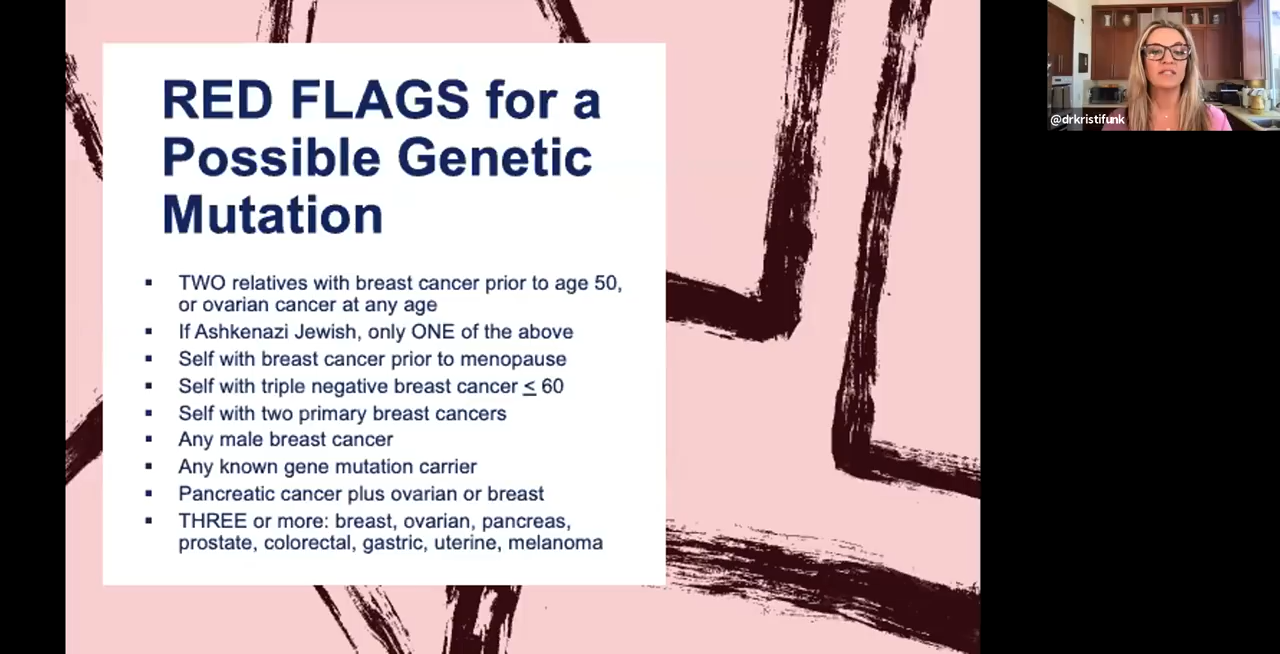 RED FLAGS for a
Possible Genetic
Mutation
▪ TWO relatives with breast cancer prior to age 50,
or ovarian cancer at any age
▪ If Ashkenazi Jewish, only ONE of the above
▪ Self with breast cancer prior to menopause
▪ Self with triple negative breast cancer ≤ 60
▪ Self with two primary breast cancers
▪ Any male breast cancer
▪ Any known gene mutation carrier
▪ Pancreatic cancer plus ovarian or breast
▪ THREE or more: breast, ovarian, pancreas,
prostate, colorectal, gastric, uterine, melanoma
@drkristifunk